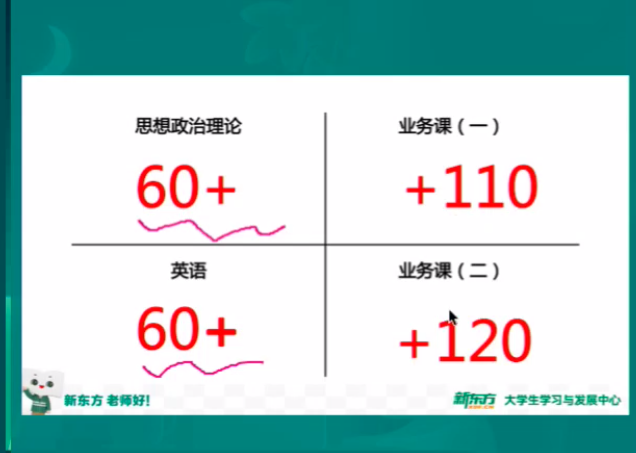 思想政治理论
业务课（一）
60+
+110
英语
业务课（二）
60+
+120
新东方 老师好!
新东方 大学生学习与发展中心
XDF.CN